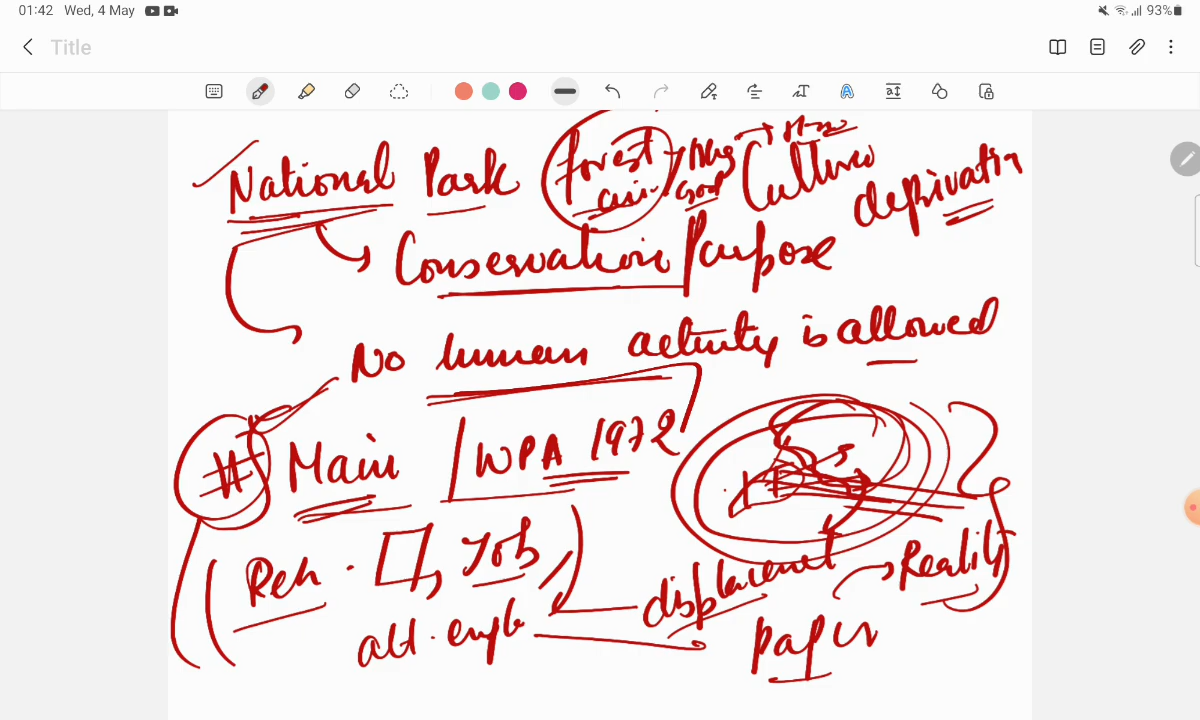 01:42 Wed, 4 May 93%
Title
National Park forest Culture
deprivation
Conservation Purpose
No human activity is allowed
# Main WPA 1972
Reh. Job
displacement Reality
alt. empl paper